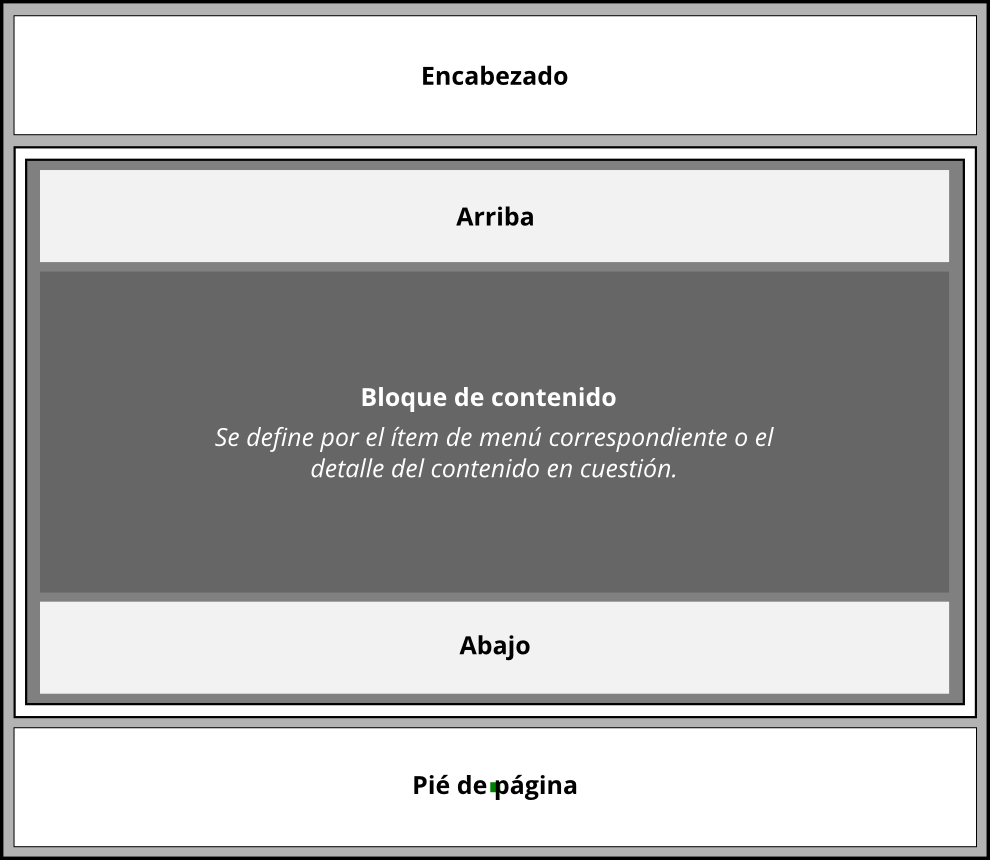 Encabezado
Arriba
Bloque de contenido
Se define por el ítem de menú correspondiente o el
detalle del contenido en cuestión.
Abajo
Pié de página